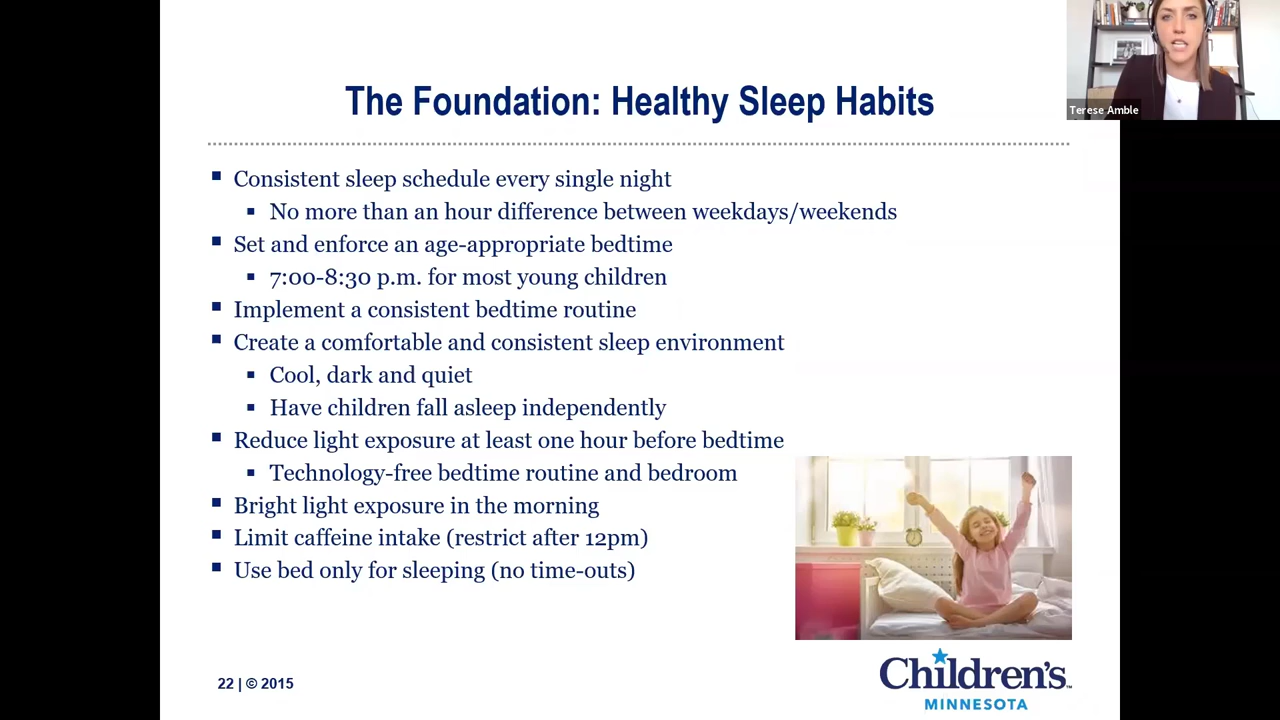 The Foundation: Healthy Sleep Habits
Terese Amble
Consistent sleep schedule every single night
No more than an hour difference between weekdays/weekends
Set and enforce an age-appropriate bedtime
7:00-8:30 p.m. for most young children
Implement a consistent bedtime routine
Create a comfortable and consistent sleep environment
Cool, dark and quiet
Have children fall asleep independently
Reduce light exposure at least one hour before bedtime
Technology-free bedtime routine and bedroom
Bright light exposure in the morning
Limit caffeine intake (restrict after 12pm)
Use bed only for sleeping (no time-outs)
22 | © 2015
Children's™
MINNESOTA